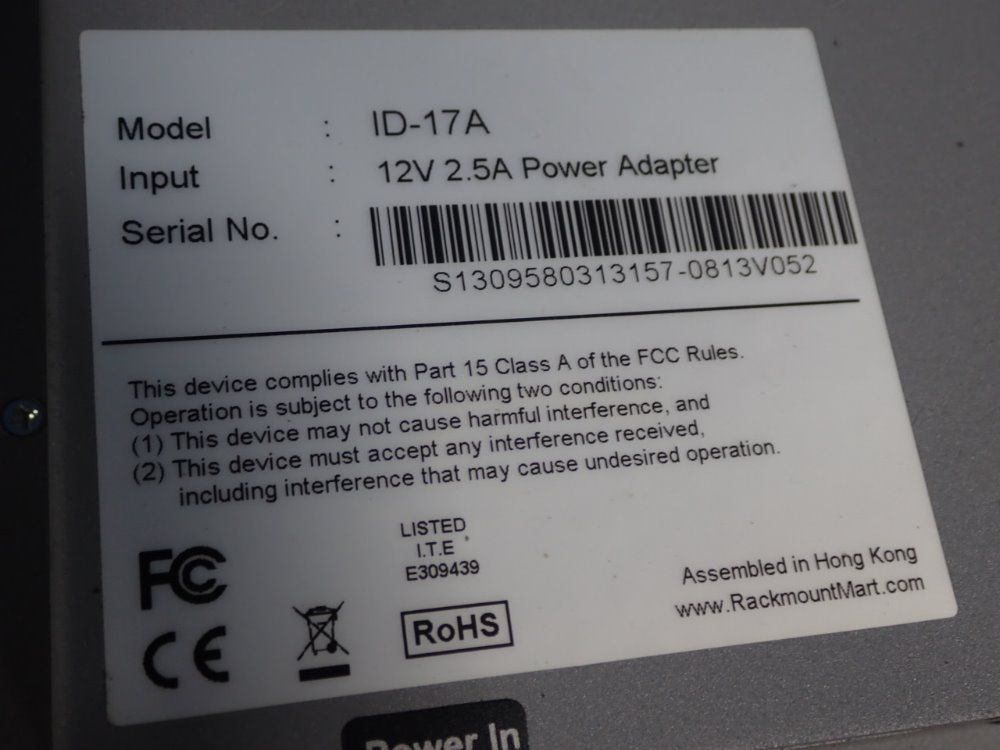 Model : ID-17A
Input : 12V 2.5A Power Adapter
Serial No. :
S1309580313157-0813V052
This device complies with Part 15 Class A of the FCC Rules.
Operation is subject to the following two conditions:
(1) This device may not cause harmful interference, and
(2) This device must accept any interference received,
including interference that may cause undesired operation.
FC
LISTED
I.T.E
E309439
CE
RoHS
Assembled in Hong Kong
www.RackmountMart.com
Power In